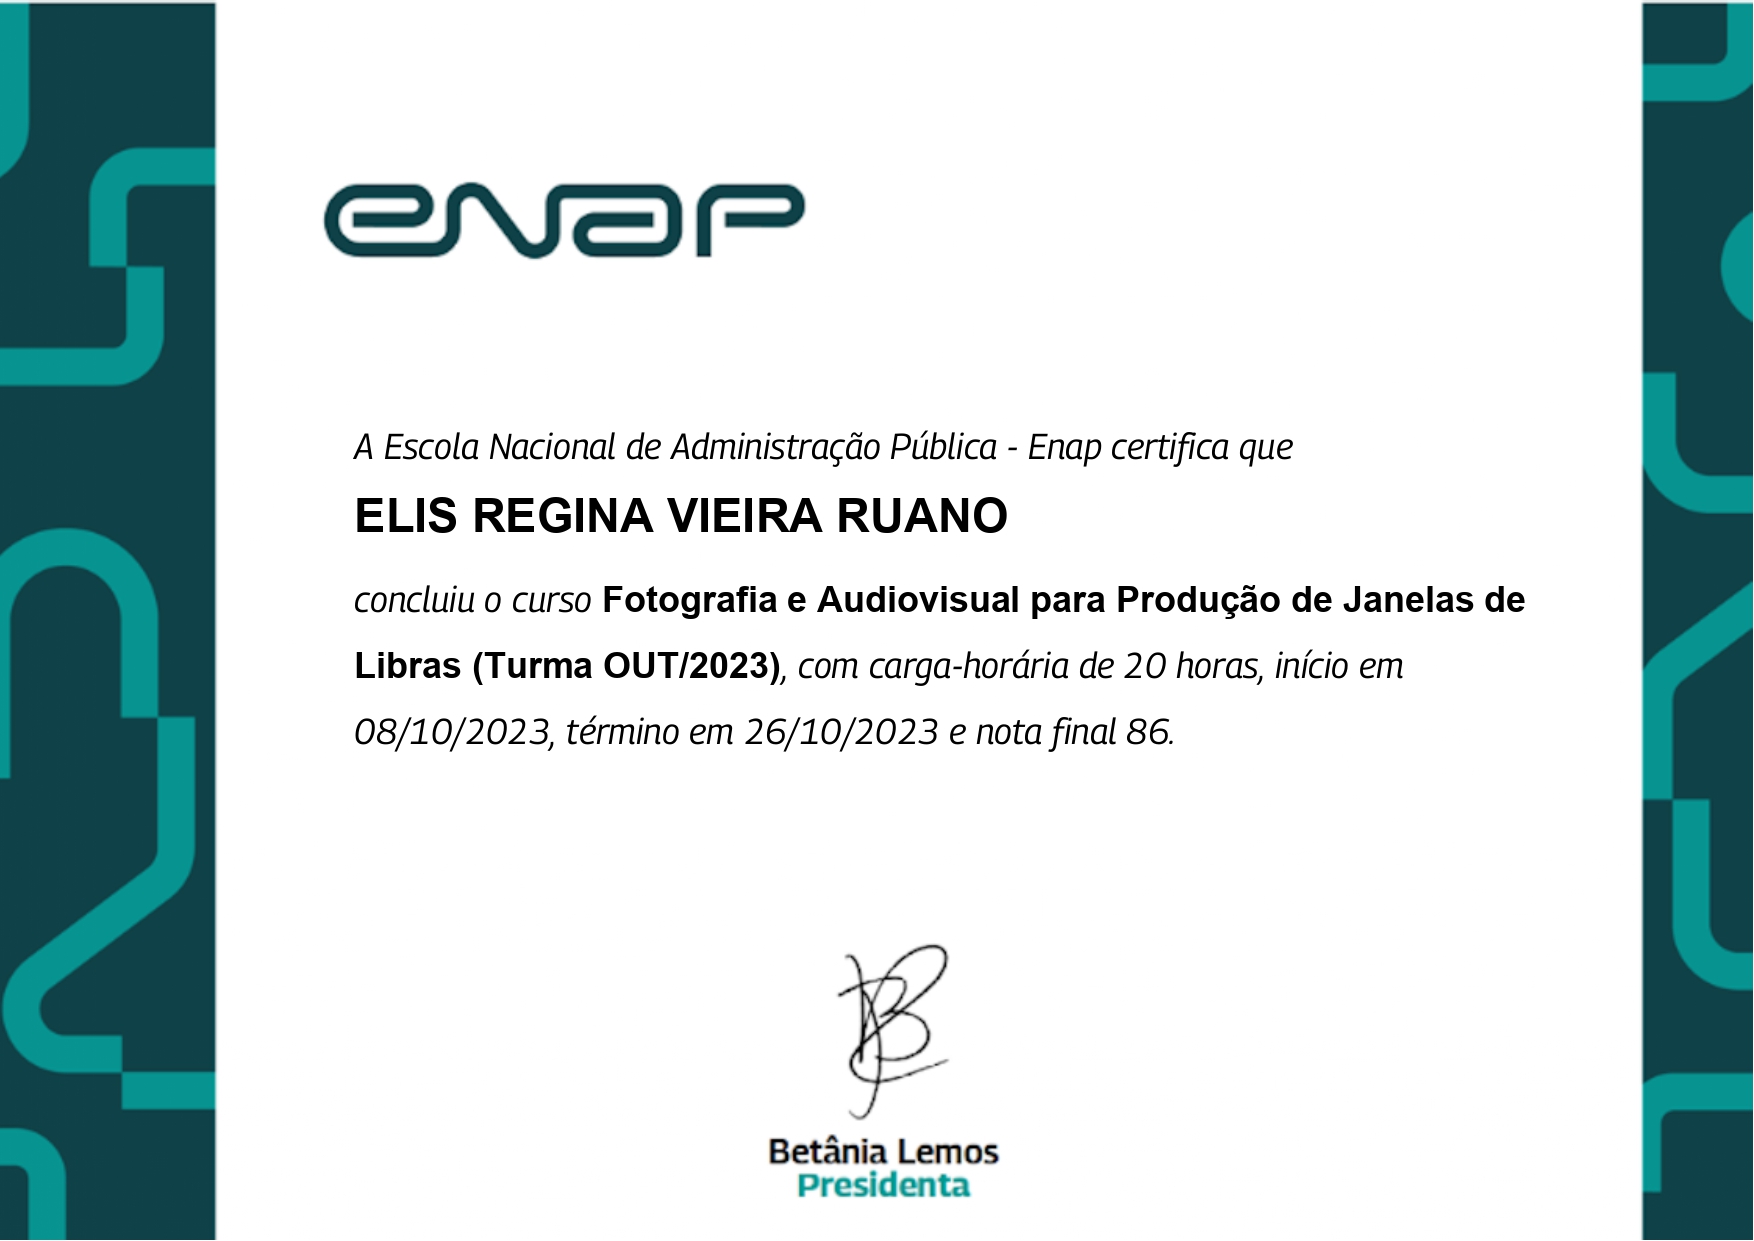 enap
A Escola Nacional de Administração Pública - Enap certifica que
ELIS REGINA VIEIRA RUANO
concluiu o curso Fotografia e Audiovisual para Produção de Janelas de
Libras (Turma OUT/2023), com carga-horária de 20 horas, início em
08/10/2023, término em 26/10/2023 e nota final 86.
Betânia Lemos
Presidenta